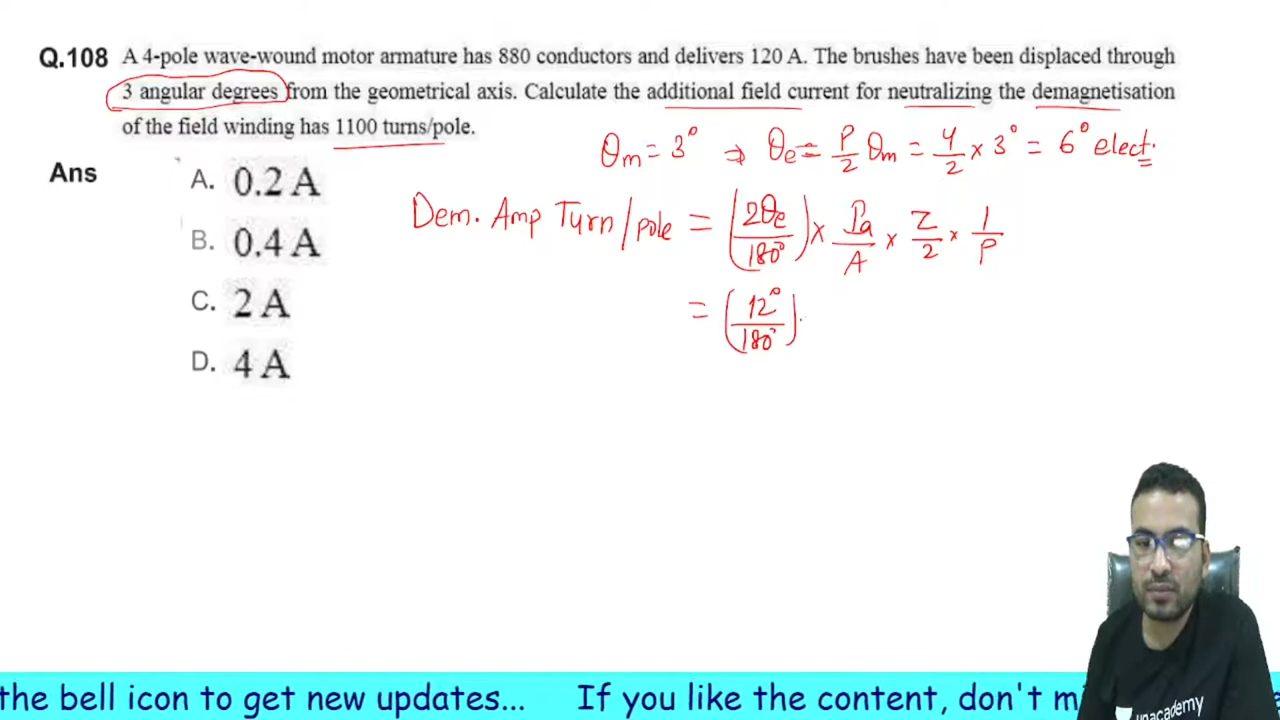 Q.108 A 4-pole wave-wound motor armature has 880 conductors and delivers 120 A. The brushes have been displaced through
3 angular degrees from the geometrical axis. Calculate the additional field current for neutralizing the demagnetisation
of the field winding has 1100 turns/pole.
θm = 3° ⇒ θe = P/2 θm = 4/2 × 3° = 6° elect.
Ans
A. 0.2 A
B. 0.4 A
C. 2 A
D. 4 A
Dem. Amp Turn/pole = (2θe/180°) × Ia/A × Z/2 × 1/P
= (12°/180°)
the bell icon to get new updates... If you like the content, don't m
unacademy